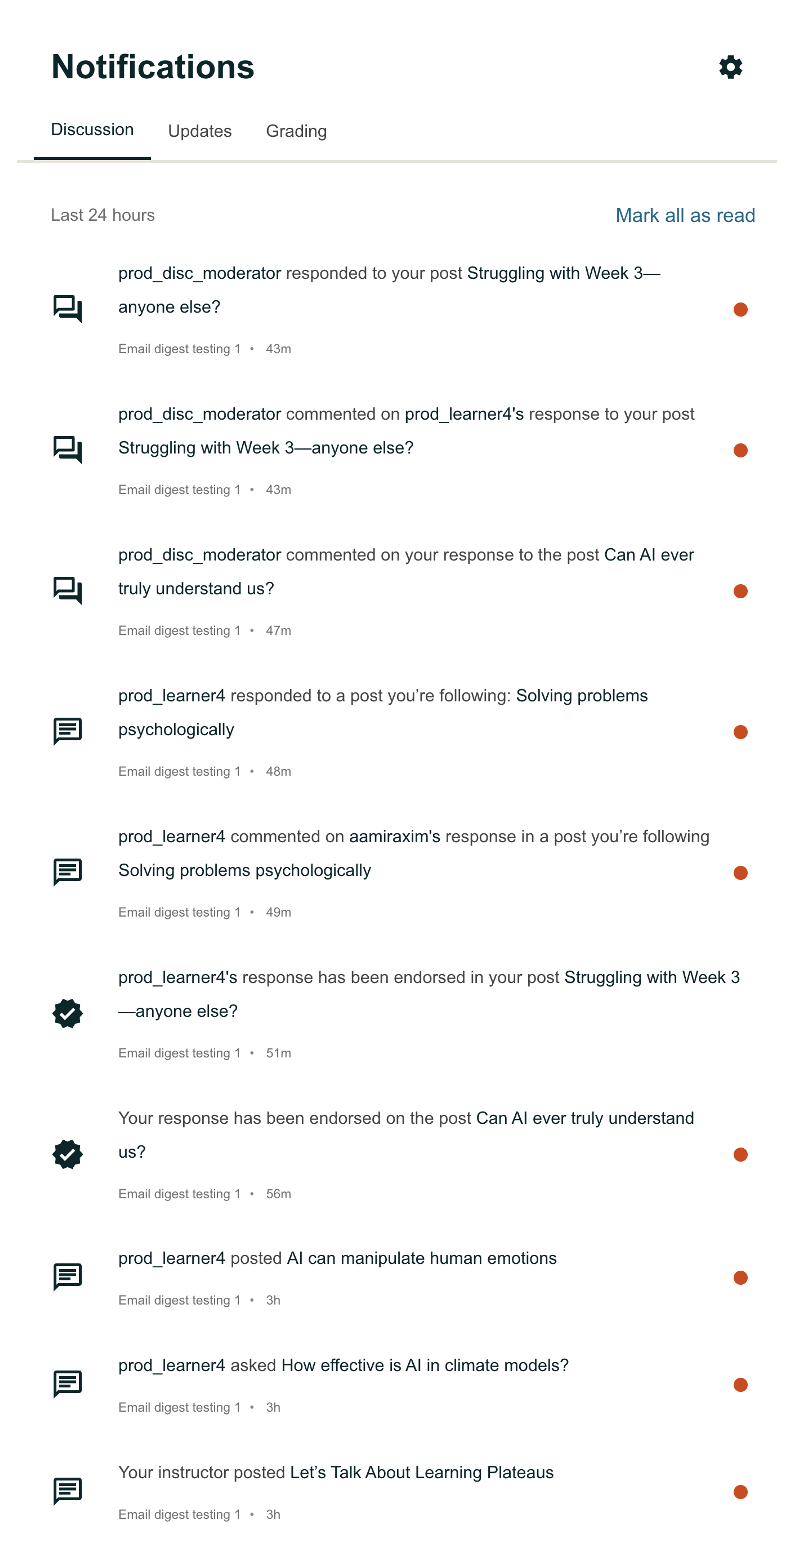 Notifications
Discussion Updates Grading
Last 24 hours Mark all as read
prod_disc_moderator responded to your post Struggling with Week 3—
anyone else?
Email digest testing 1 • 43m
prod_disc_moderator commented on prod_learner4's response to your post
Struggling with Week 3—anyone else?
Email digest testing 1 • 43m
prod_disc_moderator commented on your response to the post Can AI ever
truly understand us?
Email digest testing 1 • 47m
prod_learner4 responded to a post you’re following: Solving problems
psychologically
Email digest testing 1 • 48m
prod_learner4 commented on aamiraxim's response in a post you’re following
Solving problems psychologically
Email digest testing 1 • 49m
prod_learner4's response has been endorsed in your post Struggling with Week 3
—anyone else?
Email digest testing 1 • 51m
Your response has been endorsed on the post Can AI ever truly understand
us?
Email digest testing 1 • 56m
prod_learner4 posted AI can manipulate human emotions
Email digest testing 1 • 3h
prod_learner4 asked How effective is AI in climate models?
Email digest testing 1 • 3h
Your instructor posted Let’s Talk About Learning Plateaus
Email digest testing 1 • 3h